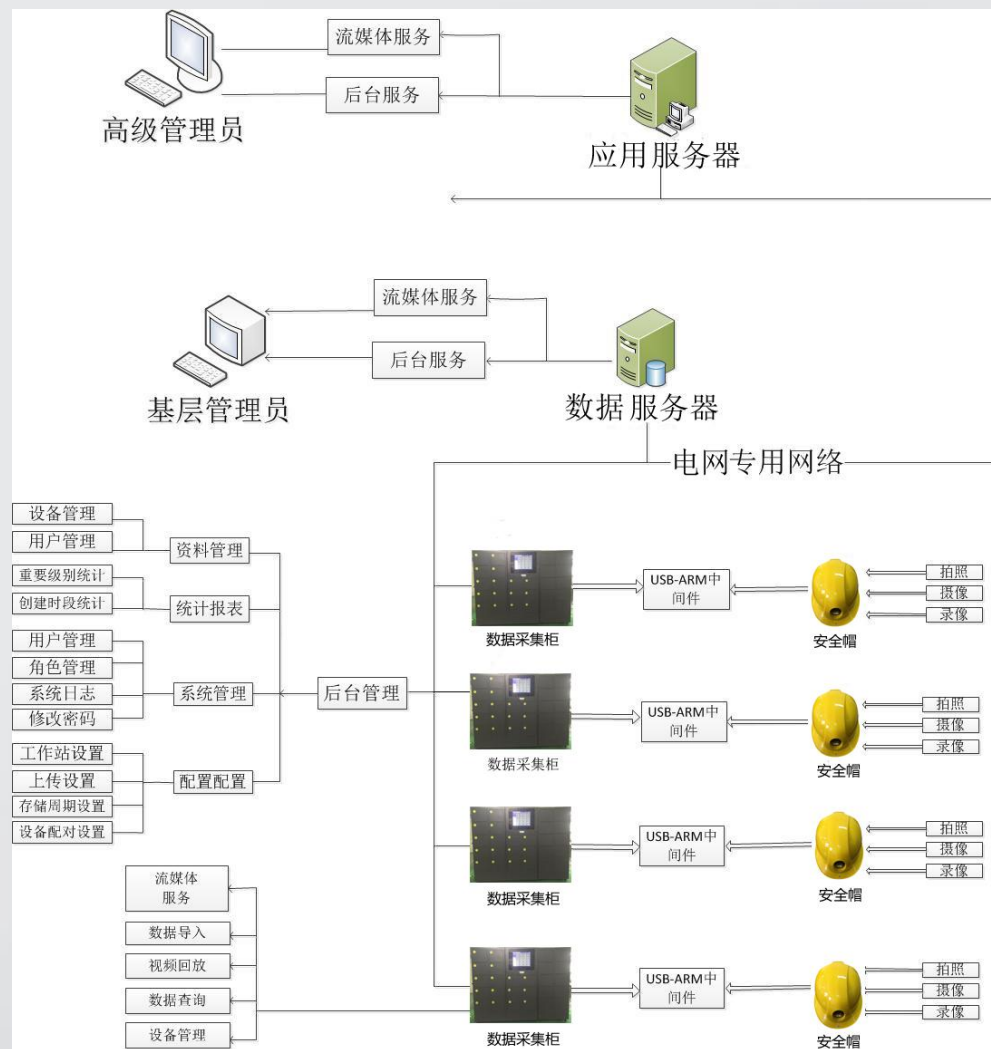 流媒体服务
后台服务
高级管理员
应用服务器
流媒体服务
后台服务
基层管理员
数据服务器
电网专用网络
设备管理
用户管理
资料管理
重要级别统计
创建时段统计
统计报表
用户管理
角色管理
系统日志
修改密码
系统管理
后台管理
工作站设置
上传设置
存储周期设置
设备配对设置
配置配置
流媒体
服务
数据导入
视频回放
数据查询
设备管理
数据采集柜
USB-ARM中
间件
安全帽
拍照
摄像
录像
数据采集柜
USB-ARM中
间件
安全帽
拍照
摄像
录像
数据采集柜
USB-ARM中
间件
安全帽
拍照
摄像
录像
数据采集柜
USB-ARM中
间件
安全帽
拍照
摄像
录像